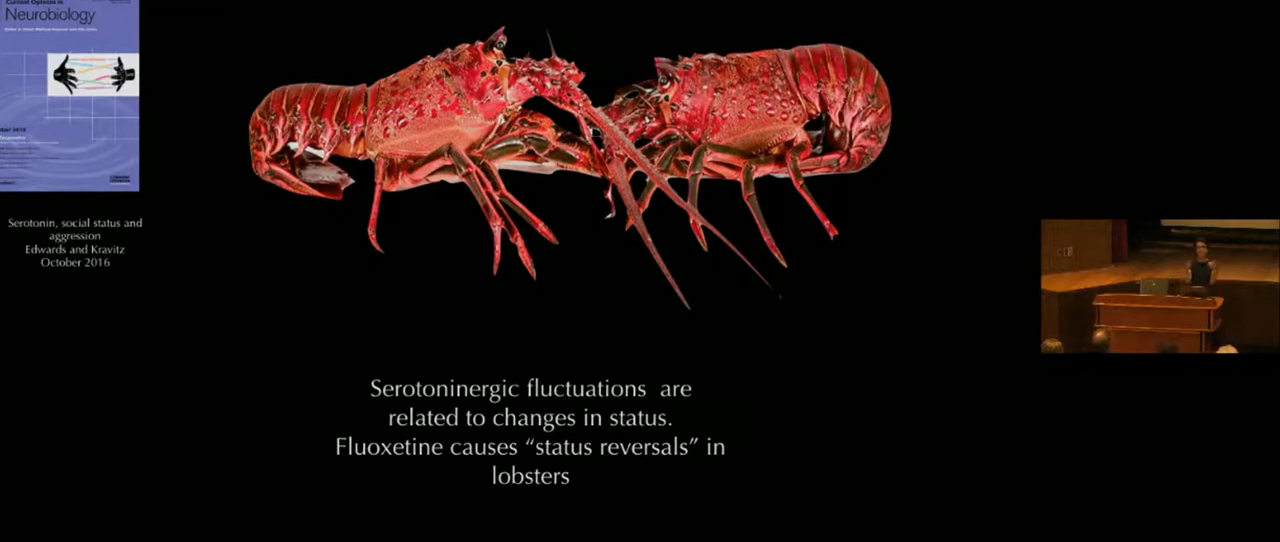 Current Opinion in
Neurobiology
Serotonin, social status and
aggression
Edwards and Kravitz
October 2016
Serotoninergic fluctuations are
related to changes in status.
Fluoxetine causes “status reversals” in
lobsters